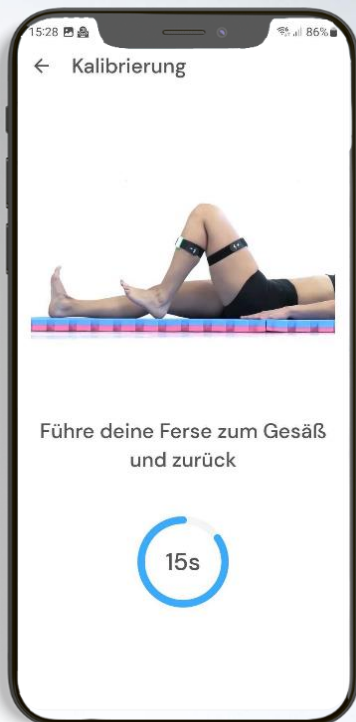 15:28
86%
Kalibrierung
Führe deine Ferse zum Gesäß
und zurück
15s